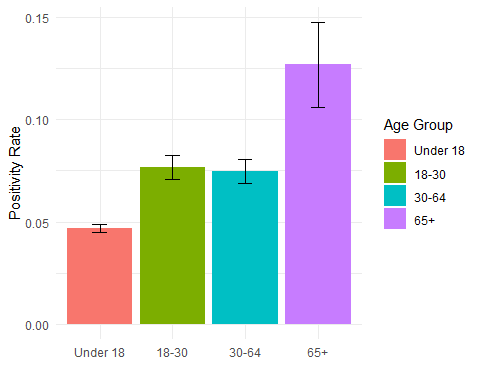 0.15
0.10
0.05
0.00
Positivity Rate
Under 18
18-30
30-64
65+
Age Group
Under 18
18-30
30-64
65+